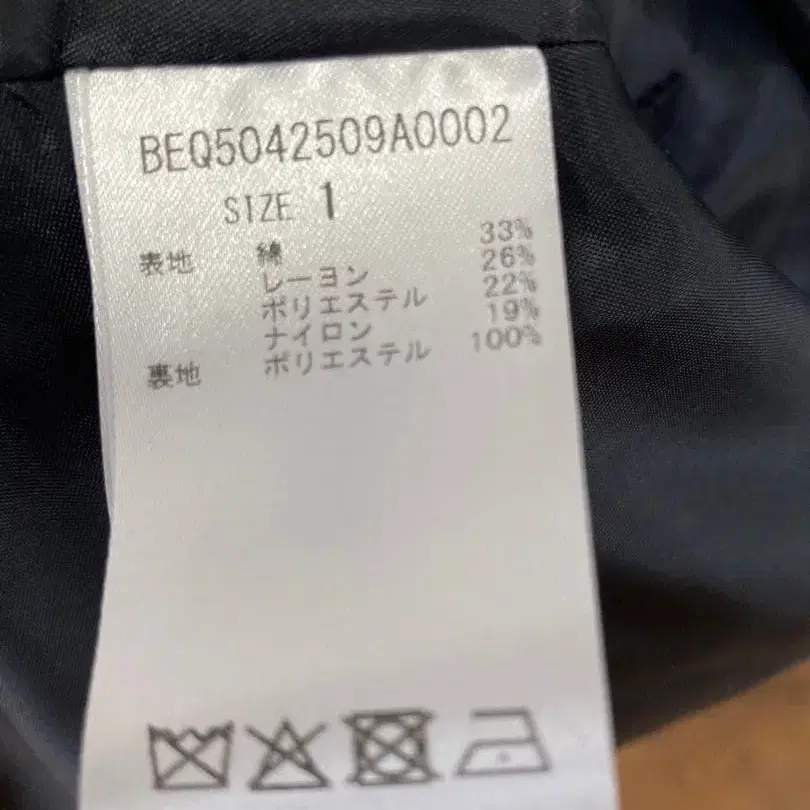 BEQ5042509A0002
SIZE 1
表地 綿 33%
レーヨン 26%
ポリエステル 22%
ナイロン 19%
裏地 ポリエステル 100%